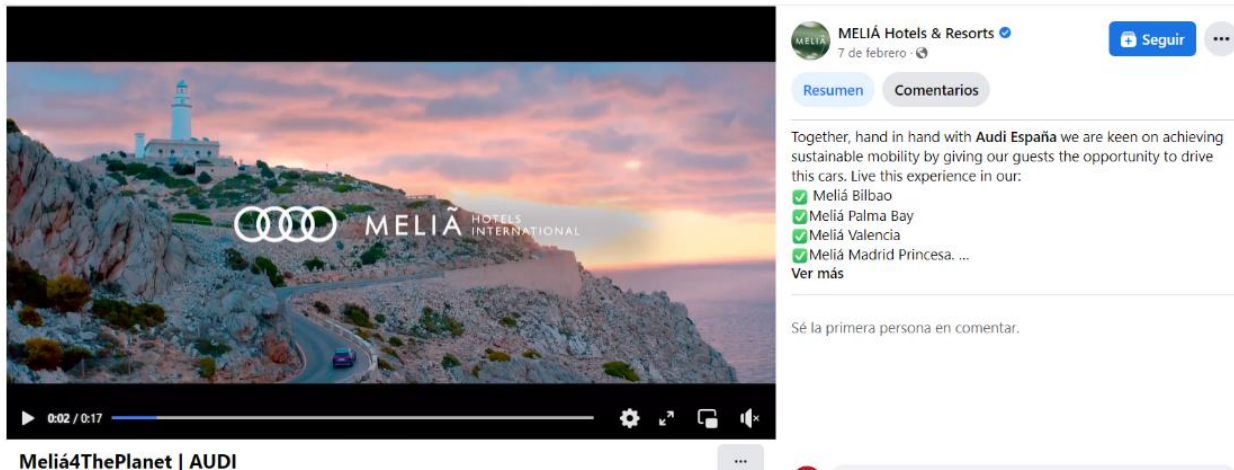 MELIÃ HOTELS
INTERNATIONAL
0:02 / 0:17
Meliá4ThePlanet | AUDI
MELIÃ
MELIÁ Hotels & Resorts
7 de febrero ·
Seguir
Resumen
Comentarios
Together, hand in hand with Audi España we are keen on achieving
sustainable mobility by giving our guests the opportunity to drive
this cars. Live this experience in our:
✅ Meliá Bilbao
✅Meliá Palma Bay
✅Meliá Valencia
✅Meliá Madrid Princesa. ...
Ver más
Sé la primera persona en comentar.